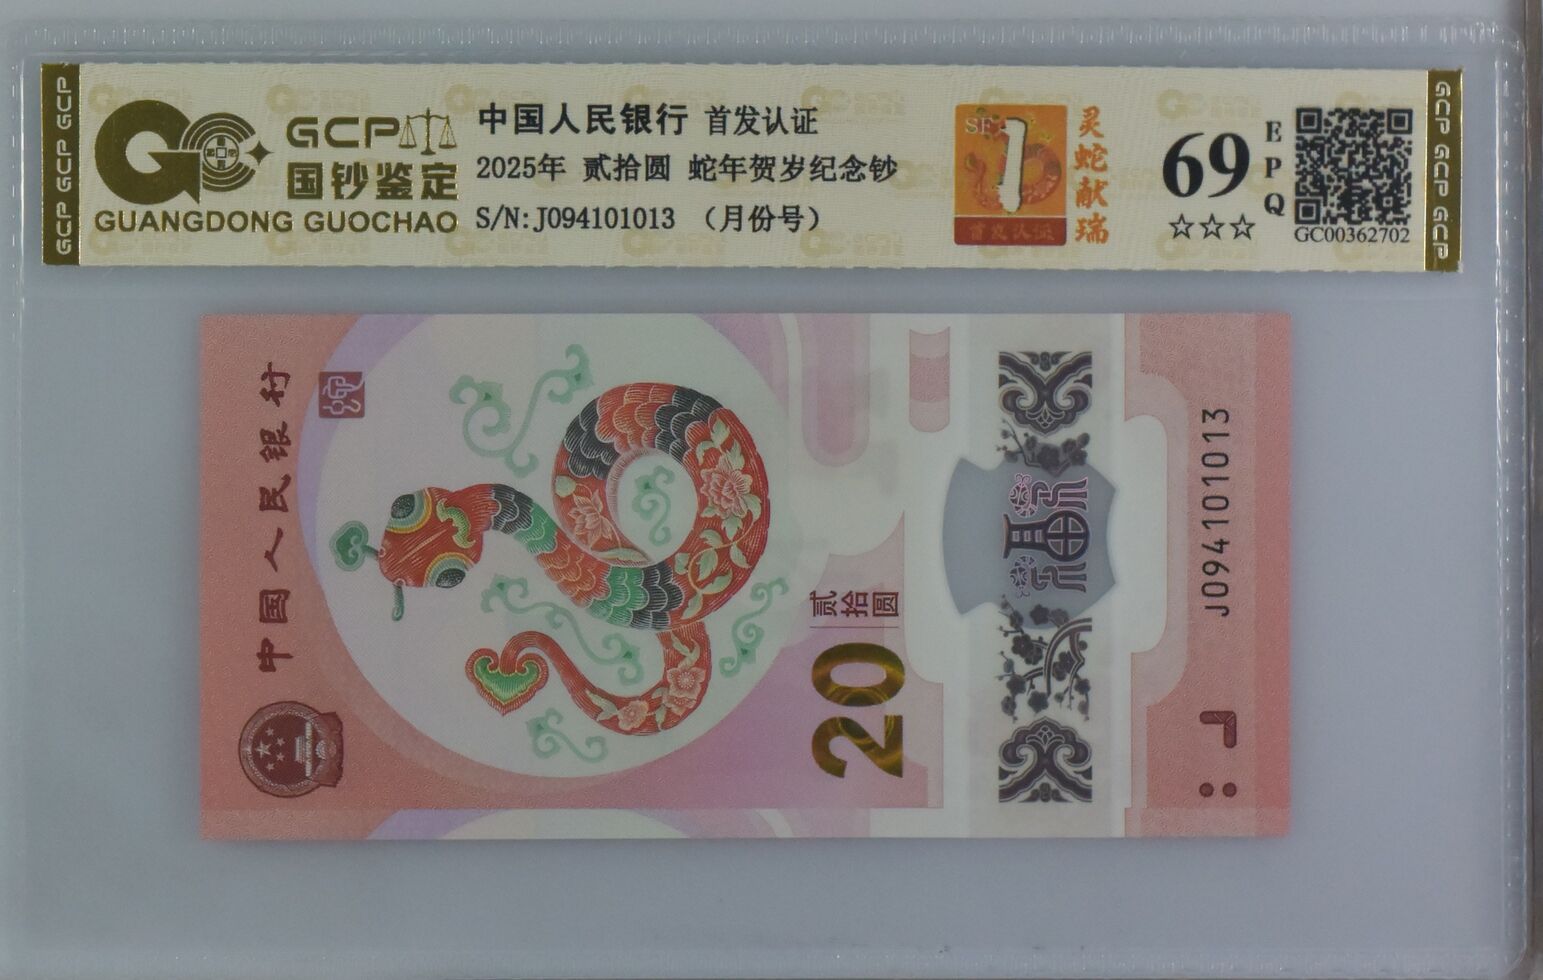 GCP GCP GCP
GCP
国钞鉴定
GUANGDONG GUOCHAO
中国人民银行 首发认证
2025年 贰拾圆 蛇年贺岁纪念钞
S/N:J094101013 （月份号）
SF
1
首发认证
灵蛇献瑞
69
EPQ
☆☆☆
GC00362702
GCP GCP GCP
中国人民银行
贰拾圆
20
福
J094101013